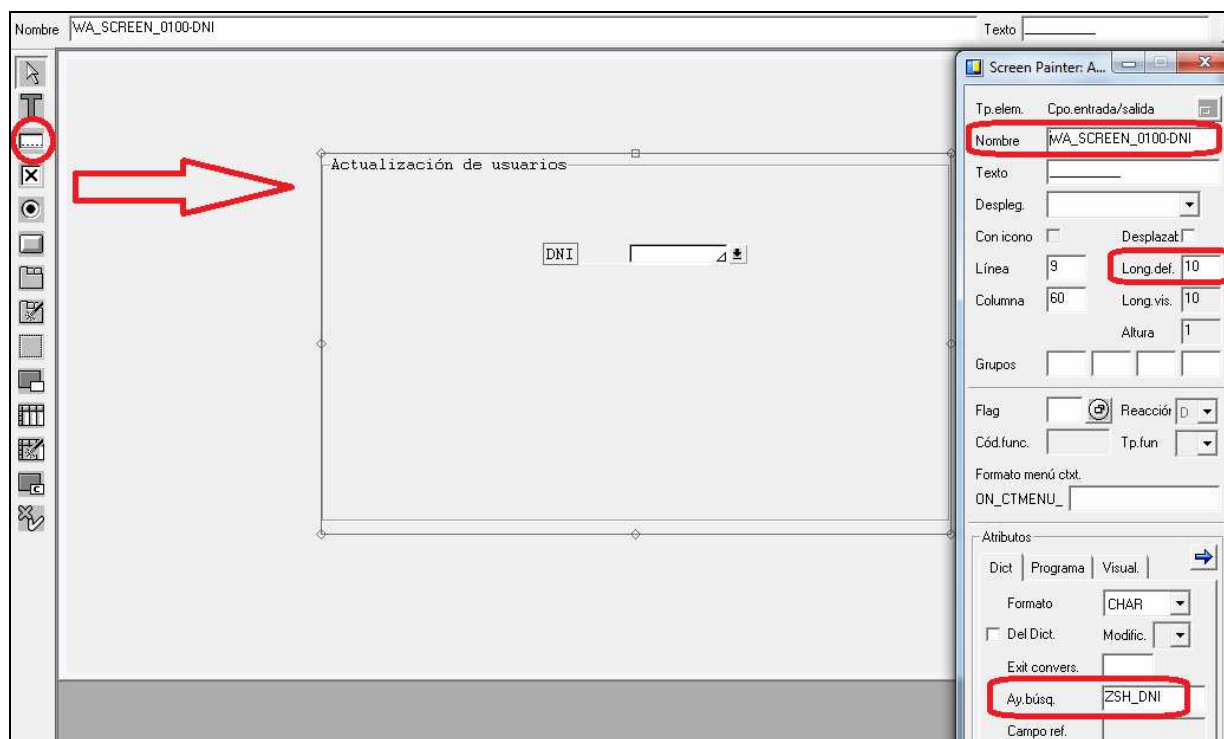 Nombre WA_SCREEN_0100-DNI Texto __________
Screen Painter: A...
Tp.elem. Cpo.entrada/salida
Nombre WA_SCREEN_0100-DNI
Texto __________
Despleg.
Con icono Desplazab
Línea 9 Long.def. 10
Columna 60 Long.vis. 10
Altura 1
Grupos
Flag Reacción D
Cód.func. Tp.fun
Formato menú ctxt.
ON_CTMENU_
Atributos
Dict Programa Visual.
Formato CHAR
Del Dict. Modific.
Exit convers.
Ay.búsq. ZSH_DNI
Campo ref.
Actualización de usuarios
DNI